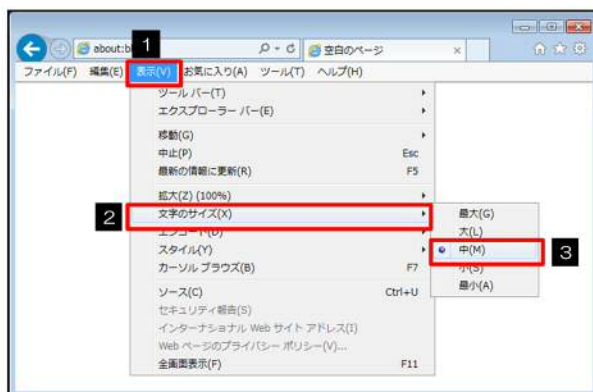 1
about:bl
空白のページ
ファイル(F) 編集(E) 表示(V) お気に入り(A) ツール(T) ヘルプ(H)
ツール バー(T)
エクスプローラー バー(E)
移動(G)
中止(P) Esc
最新の情報に更新(R) F5
拡大(Z) (100%)
2 文字のサイズ(X)
エンコード(D)
スタイル(Y)
カーソル ブラウズ(B) F7
ソース(C) Ctrl+U
セキュリティ報告(S)
インターナショナル Web サイト アドレス(I)
Web ページのプライバシー ポリシー(V)...
全画面表示(F) F11
最大(G)
大(L)
中(M) 3
小(S)
最小(A)